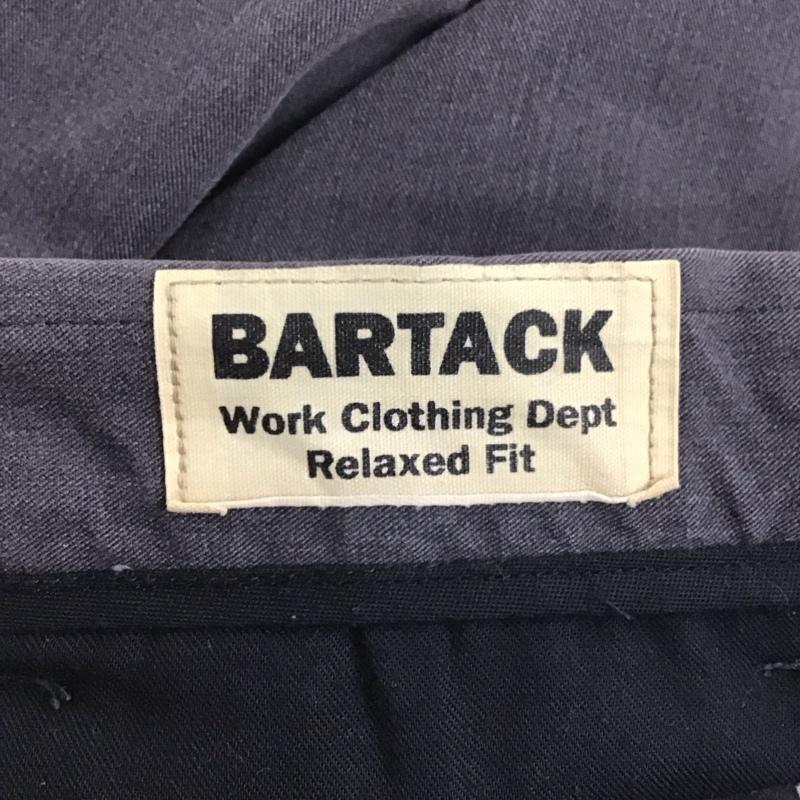 BARTACK
Work Clothing Dept
Relaxed Fit